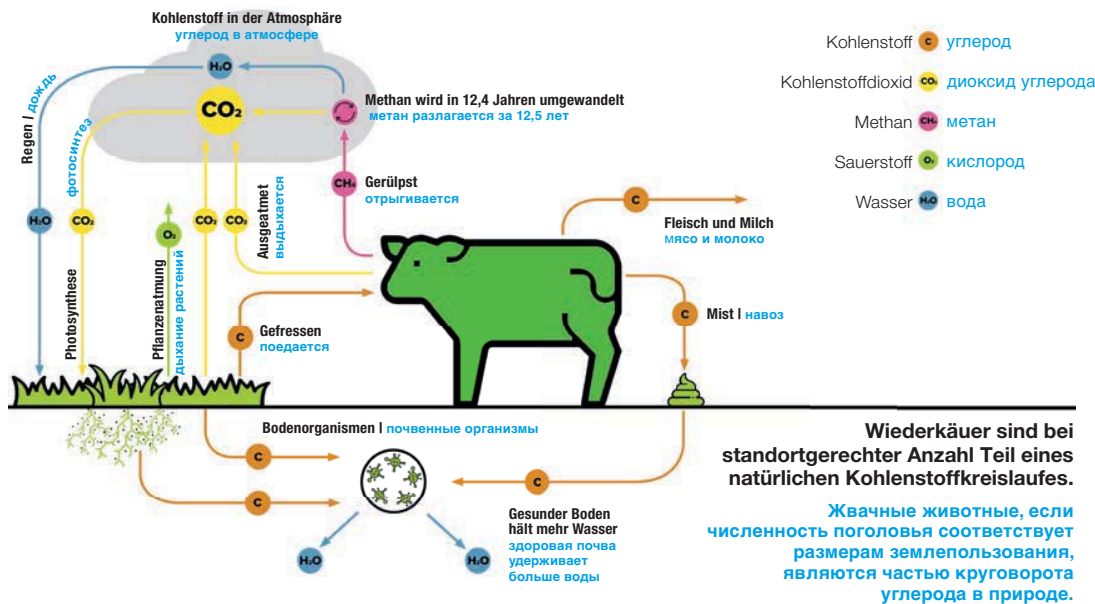 Kohlenstoff in der Atmosphäre
углерод в атмосфере
H₂O
CO₂
Methan wird in 12,4 Jahren umgewandelt
метан разлагается за 12,5 лет
Regen | дождь
фотосинтез
CH₄
Gerülpst
отрыгивается
Kohlenstoff C углерод
Kohlenstoffdioxid CO₂ диоксид углерода
Methan CH₄ метан
Sauerstoff O₂ кислород
Wasser H₂O вода
C
Fleisch und Milch
мясо и молоко
H₂O
CO₂
O₂
CO₂
CO₂
Ausgeatmet
выдыхается
Photosynthese
Pflanzenatmung
дыхание растений
C
Gefressen
поедается
C
Mist | навоз
Bodenorganismen | почвенные организмы
C
C
C
Gesunder Boden
hält mehr Wasser
здоровая почва
удерживает
больше воды
H₂O
H₂O
Wiederkäuer sind bei
standortgerechter Anzahl Teil eines
natürlichen Kohlenstoffkreislaufes.
Жвачные животные, если
численность поголовья соответствует
размерам землепользования,
являются частью круговорота
углерода в природе.